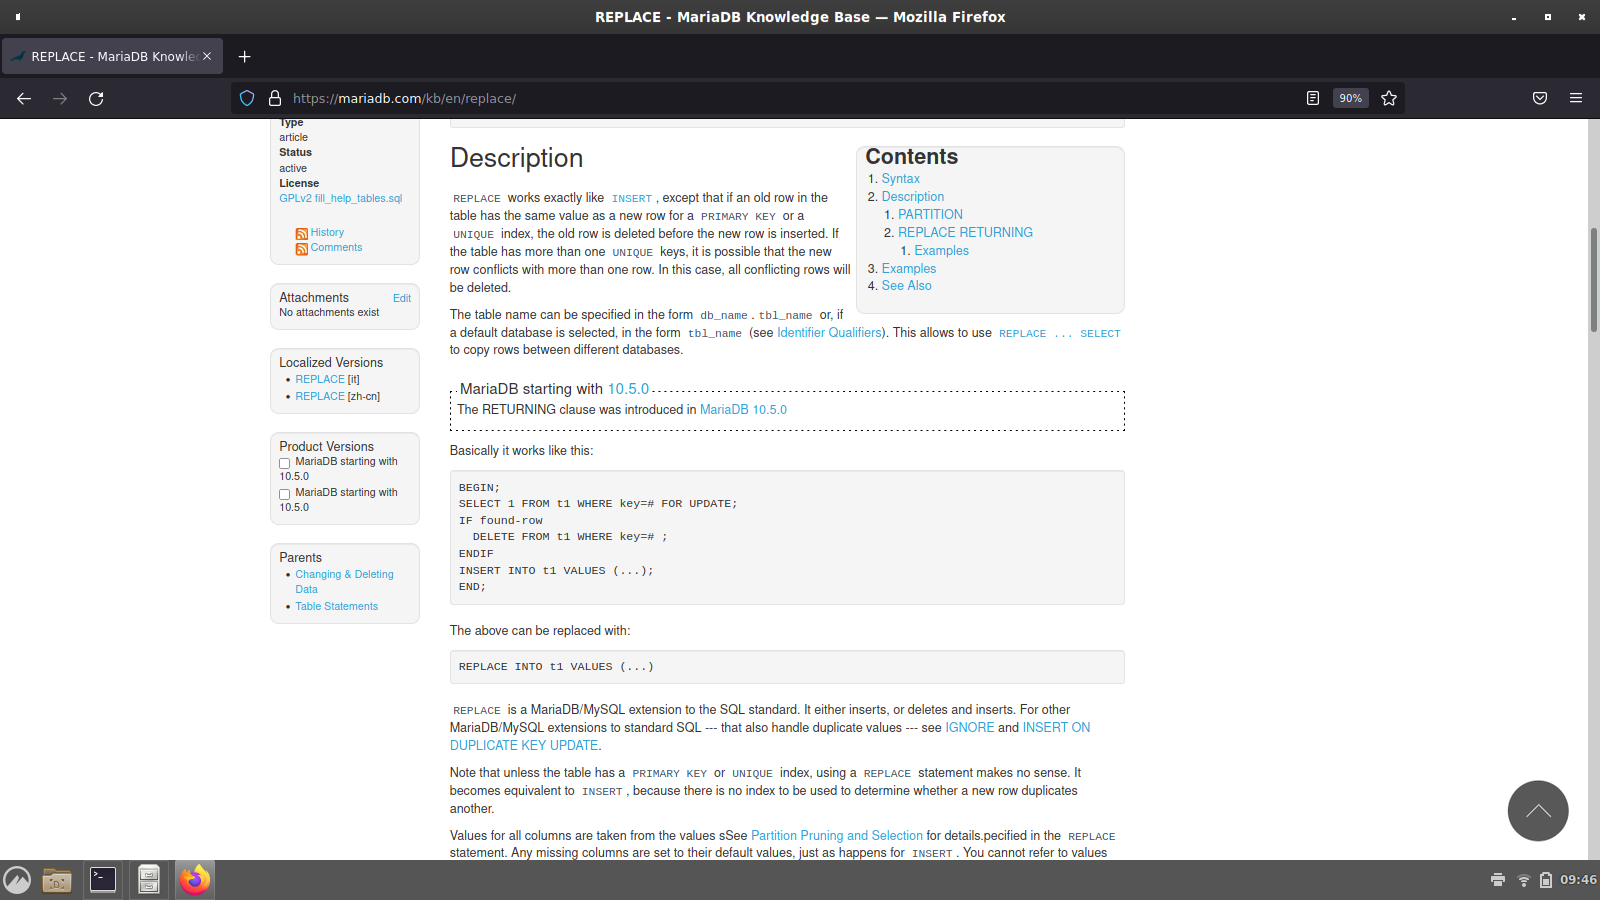 REPLACE - MariaDB Knowledge Base — Mozilla Firefox
REPLACE - MariaDB Knowle
https://mariadb.com/kb/en/replace/
90%
Type
article
Status
active
License
GPLv2 fill_help_tables.sql
History
Comments
Attachments Edit
No attachments exist
Localized Versions
• REPLACE [it]
• REPLACE [zh-cn]
Product Versions
MariaDB starting with
10.5.0
MariaDB starting with
10.5.0
Parents
• Changing & Deleting
Data
• Table Statements
Description
REPLACE works exactly like INSERT, except that if an old row in the
table has the same value as a new row for a PRIMARY KEY or a
UNIQUE index, the old row is deleted before the new row is inserted. If
the table has more than one UNIQUE keys, it is possible that the new
row conflicts with more than one row. In this case, all conflicting rows will
be deleted.
Contents
1. Syntax
2. Description
1. PARTITION
2. REPLACE RETURNING
1. Examples
3. Examples
4. See Also
The table name can be specified in the form db_name.tbl_name or, if
a default database is selected, in the form tbl_name (see Identifier Qualifiers). This allows to use REPLACE ... SELECT
to copy rows between different databases.
MariaDB starting with 10.5.0
The RETURNING clause was introduced in MariaDB 10.5.0
Basically it works like this:
BEGIN;
SELECT 1 FROM t1 WHERE key=# FOR UPDATE;
IF found-row
DELETE FROM t1 WHERE key=# ;
ENDIF
INSERT INTO t1 VALUES (...);
END;
The above can be replaced with:
REPLACE INTO t1 VALUES (...)
REPLACE is a MariaDB/MySQL extension to the SQL standard. It either inserts, or deletes and inserts. For other
MariaDB/MySQL extensions to standard SQL --- that also handle duplicate values --- see IGNORE and INSERT ON
DUPLICATE KEY UPDATE.
Note that unless the table has a PRIMARY KEY or UNIQUE index, using a REPLACE statement makes no sense. It
becomes equivalent to INSERT, because there is no index to be used to determine whether a new row duplicates
another.
Values for all columns are taken from the values sSee Partition Pruning and Selection for details.pecified in the REPLACE
statement. Any missing columns are set to their default values, just as happens for INSERT. You cannot refer to values
09:46